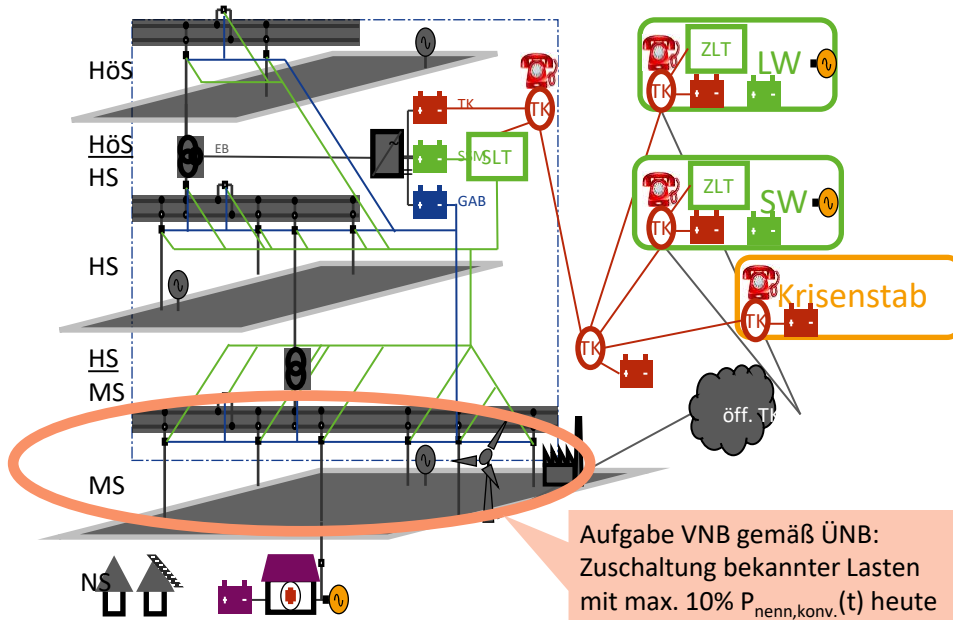 HöS
HöS
HS
HS
HS
MS
MS
NS
EB
TK
SSM
GAB
SLT
TK
ZLT
LW
TK
ZLT
SW
TK
Krisenstab
TK
TK
öff. TK
Aufgabe VNB gemäß ÜNB:
Zuschaltung bekannter Lasten
mit max. 10% Pnenn,konv.(t) heute